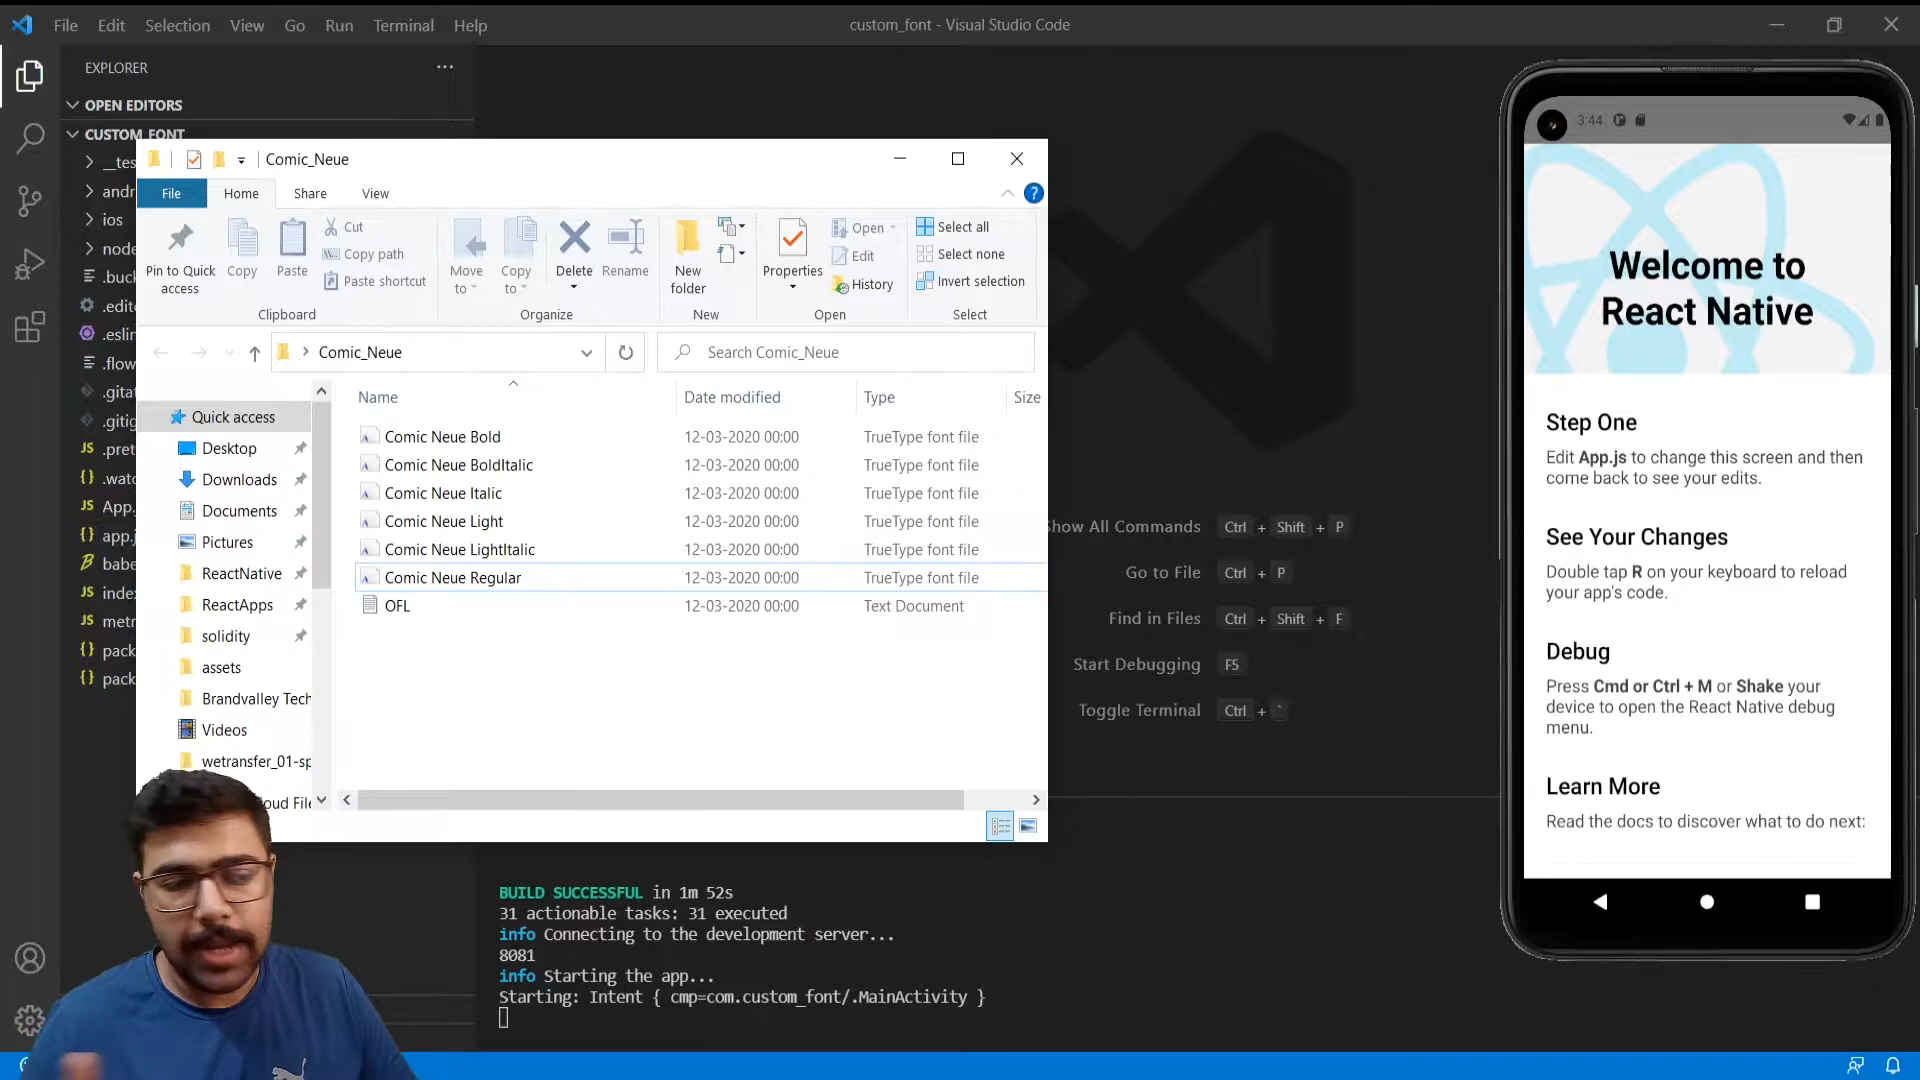 File Edit Selection View Go Run Terminal Help
custom_font - Visual Studio Code
EXPLORER
OPEN EDITORS
CUSTOM_FONT
ios
Comic_Neue
File Home Share View
Pin to Quick access
Copy
Paste
Cut
Copy path
Paste shortcut
Clipboard
Move to
Copy to
Delete
Rename
Organize
New folder
New
Properties
Open
Edit
History
Open
Select all
Select none
Invert selection
Select
Comic_Neue
Search Comic_Neue
Name Date modified Type Size
Comic Neue Bold 12-03-2020 00:00 TrueType font file
Comic Neue BoldItalic 12-03-2020 00:00 TrueType font file
Comic Neue Italic 12-03-2020 00:00 TrueType font file
Comic Neue Light 12-03-2020 00:00 TrueType font file
Comic Neue LightItalic 12-03-2020 00:00 TrueType font file
Comic Neue Regular 12-03-2020 00:00 TrueType font file
OFL 12-03-2020 00:00 Text Document
Quick access
Desktop
Downloads
Documents
Pictures
ReactNative
ReactApps
solidity
assets
Brandvalley Tech
Videos
wetransfer_01-sp
Show All Commands Ctrl + Shift + P
Go to File Ctrl + P
Find in Files Ctrl + Shift + F
Start Debugging F5
Toggle Terminal Ctrl + `
BUILD SUCCESSFUL in 1m 52s
31 actionable tasks: 31 executed
info Connecting to the development server...
8081
info Starting the app...
Starting: Intent { cmp=com.custom_font/.MainActivity }
3:44
Welcome to
React Native
Step One
Edit App.js to change this screen and then
come back to see your edits.
See Your Changes
Double tap R on your keyboard to reload
your app's code.
Debug
Press Cmd or Ctrl + M or Shake your
device to open the React Native debug
menu.
Learn More
Read the docs to discover what to do next: